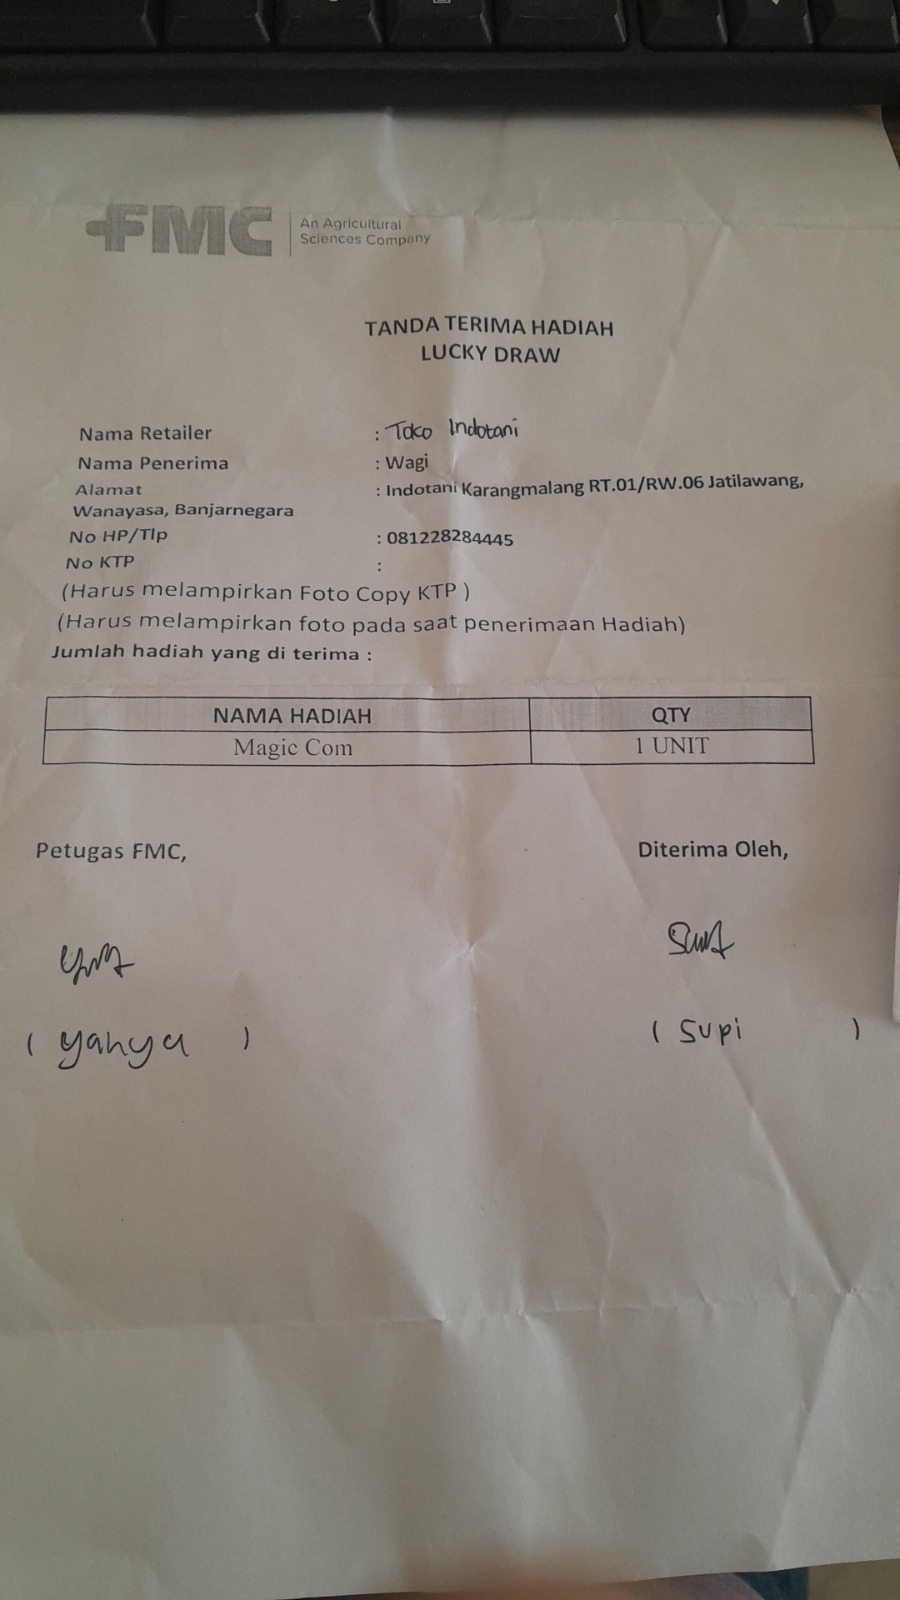 FMC
An Agricultural
Sciences Company
TANDA TERIMA HADIAH
LUCKY DRAW
Nama Retailer : Toko Indotani
Nama Penerima : Wagi
Alamat : Indotani Karangmalang RT.01/RW.06 Jatilawang,
Wanayasa, Banjarnegara
No HP/Tlp : 081228284445
No KTP :
(Harus melampirkan Foto Copy KTP )
(Harus melampirkan foto pada saat penerimaan Hadiah)
Jumlah hadiah yang di terima :
NAMA HADIAH QTY
Magic Com 1 UNIT
Petugas FMC, Diterima Oleh,
( Yahya ) ( Supi )